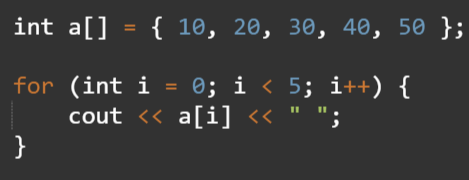 int a[] = { 10, 20, 30, 40, 50 };
for (int i = 0; i < 5; i++) {
    cout << a[i] << " ";
}